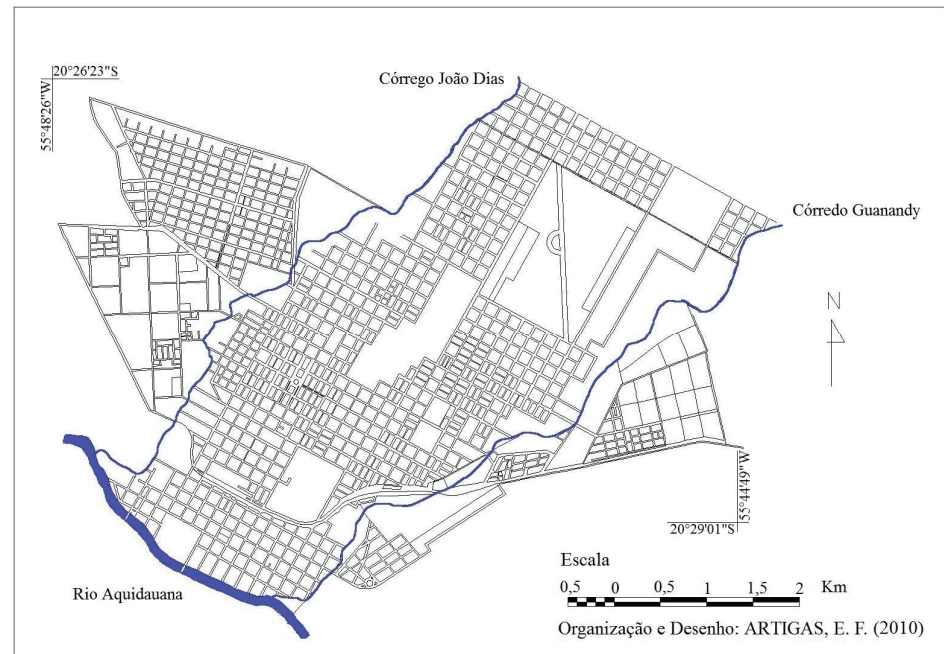 20°26'23"S
55°48'26"W
Córrego João Dias
Córredo Guanandy
N
55°44'49"W
20°29'01"S
Escala
0,5 0 0,5 1 1,5 2 Km
Rio Aquidauana
Organização e Desenho: ARTIGAS, E. F. (2010)